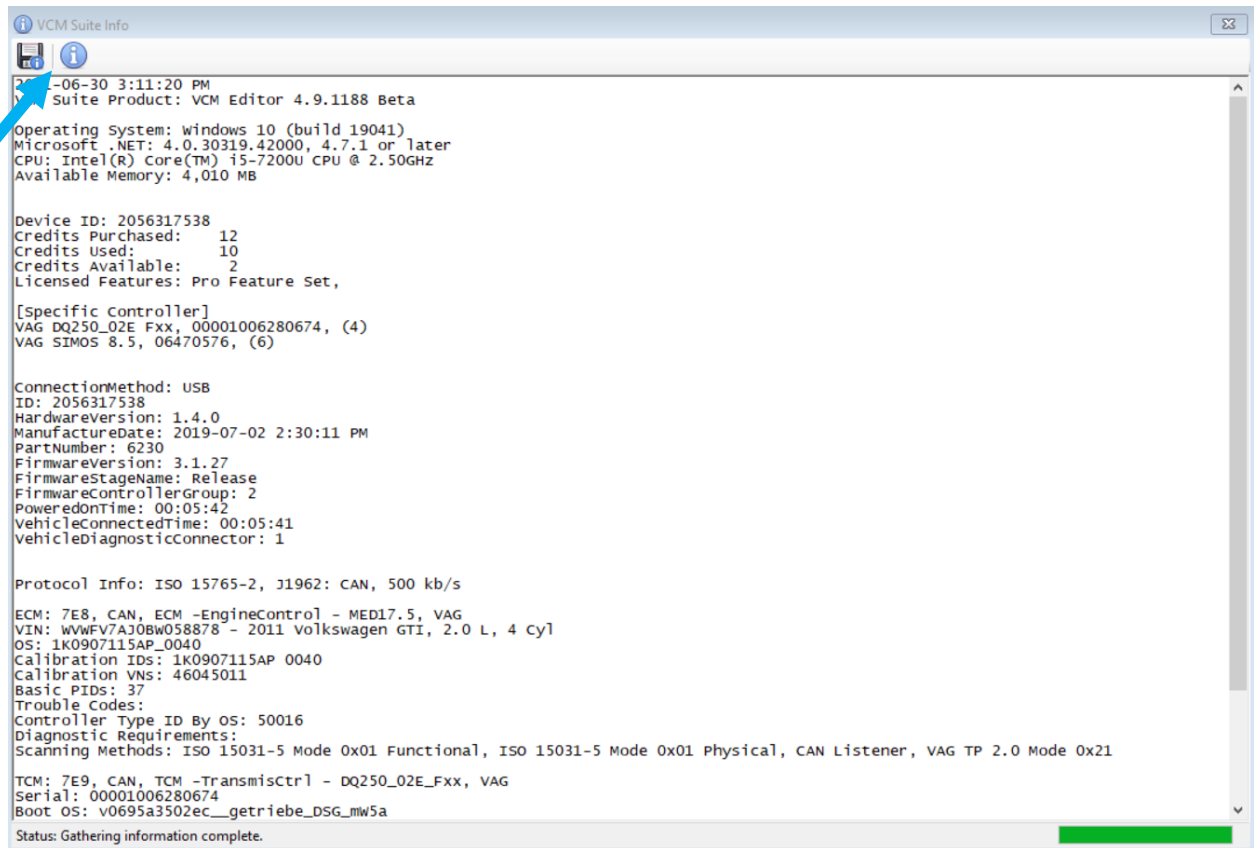 VCM Suite Info
-06-30 3:11:20 PM
Suite Product: VCM Editor 4.9.1188 Beta
Operating System: Windows 10 (build 19041)
Microsoft .NET: 4.0.30319.42000, 4.7.1 or later
CPU: Intel(R) Core(TM) i5-7200U CPU @ 2.50GHz
Available Memory: 4,010 MB
Device ID: 2056317538
Credits Purchased: 12
Credits Used: 10
Credits Available: 2
Licensed Features: Pro Feature Set,
[Specific Controller]
VAG DQ250_02E Fxx, 00001006280674, (4)
VAG SIMOS 8.5, 06470576, (6)
ConnectionMethod: USB
ID: 2056317538
HardwareVersion: 1.4.0
ManufactureDate: 2019-07-02 2:30:11 PM
PartNumber: 6230
FirmwareVersion: 3.1.27
FirmwareStageName: Release
FirmwareControllerGroup: 2
PoweredOnTime: 00:05:42
VehicleConnectedTime: 00:05:41
VehicleDiagnosticConnector: 1
Protocol Info: ISO 15765-2, J1962: CAN, 500 kb/s
ECM: 7E8, CAN, ECM -EngineControl - MED17.5, VAG
VIN: WVWFV7AJ0BW058878 - 2011 Volkswagen GTI, 2.0 L, 4 Cyl
OS: 1K0907115AP_0040
Calibration IDs: 1K0907115AP 0040
Calibration VNs: 46045011
Basic PIDs: 37
Trouble Codes:
Controller Type ID By OS: 50016
Diagnostic Requirements:
Scanning Methods: ISO 15031-5 Mode 0x01 Functional, ISO 15031-5 Mode 0x01 Physical, CAN Listener, VAG TP 2.0 Mode 0x21
TCM: 7E9, CAN, TCM -TransmisCtrl - DQ250_02E_Fxx, VAG
Serial: 00001006280674
Boot OS: v0695a3502ec__getriebe_DSG_mW5a
Status: Gathering information complete.